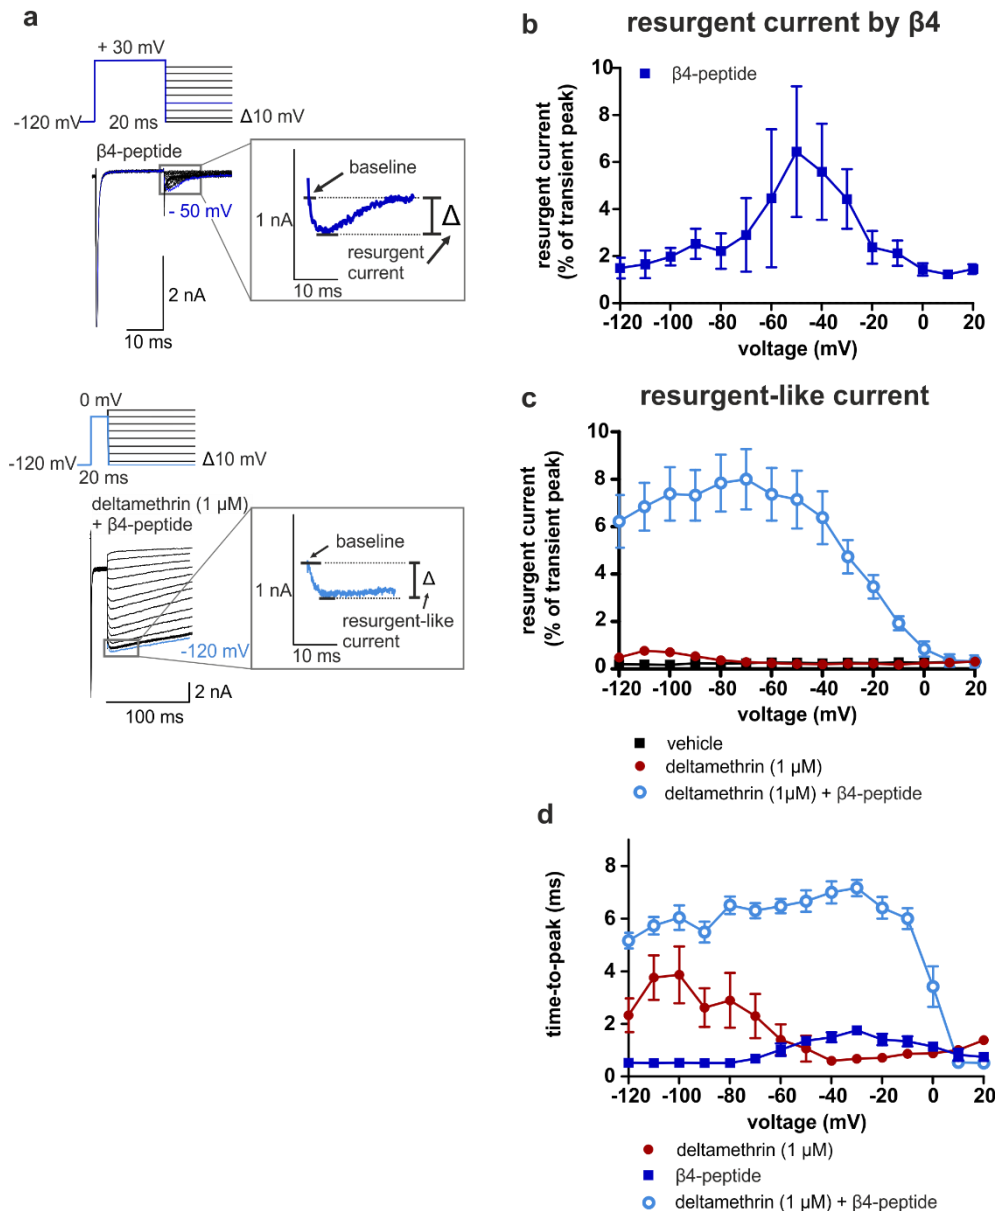 a
+ 30 mV
-120 mV
20 ms
Δ10 mV
β4-peptide
- 50 mV
2 nA
10 ms
baseline
1 nA
Δ
resurgent
current
10 ms
0 mV
-120 mV
Δ10 mV
20 ms
deltamethrin (1 µM)
+ β4-peptide
-120 mV
2 nA
100 ms
baseline
1 nA
Δ
resurgent-like
current
10 ms
b
resurgent current by β4
β4-peptide
resurgent current
(% of transient peak)
10
8
6
4
2
0
-120 -100 -80 -60 -40 -20 0 20
voltage (mV)
c
resurgent-like current
resurgent current
(% of transient peak)
10
8
6
4
2
0
-120 -100 -80 -60 -40 -20 0 20
voltage (mV)
vehicle
deltamethrin (1 µM)
deltamethrin (1µM) + β4-peptide
d
time-to-peak (ms)
8
6
4
2
0
-120 -100 -80 -60 -40 -20 0 20
voltage (mV)
deltamethrin (1 µM)
β4-peptide
deltamethrin (1 µM) + β4-peptide